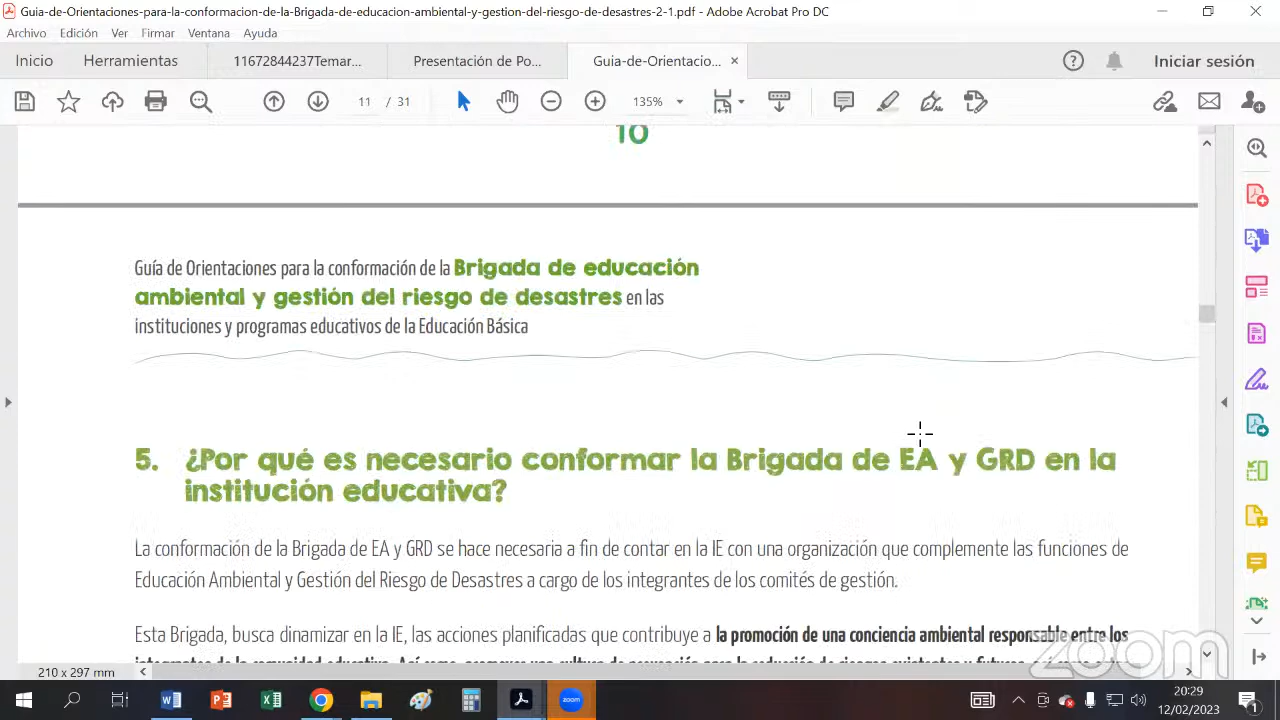 Guia-de-Orientaciones-para-la-conformacion-de-la-Brigada-de-educacion-ambiental-y-gestion-del-riesgo-de-desastres-2-1.pdf - Adobe Acrobat Pro DC
Archivo Edición Ver Firmar Ventana Ayuda
Inicio Herramientas 11672844237Temar... Presentación de Po... Guia-de-Orientacio... Iniciar sesión
11 / 31 135%
10
Guía de Orientaciones para la conformación de la Brigada de educación
ambiental y gestión del riesgo de desastres en las
instituciones y programas educativos de la Educación Básica
5. ¿Por qué es necesario conformar la Brigada de EA y GRD en la
institución educativa?
La conformación de la Brigada de EA y GRD se hace necesaria a fin de contar en la IE con una organización que complemente las funciones de
Educación Ambiental y Gestión del Riesgo de Desastres a cargo de los integrantes de los comités de gestión.
Esta Brigada, busca dinamizar en la IE, las acciones planificadas que contribuye a la promoción de una conciencia ambiental responsable entre los
zoom
210 x 297 mm
zoom
20:29
12/02/2023
1